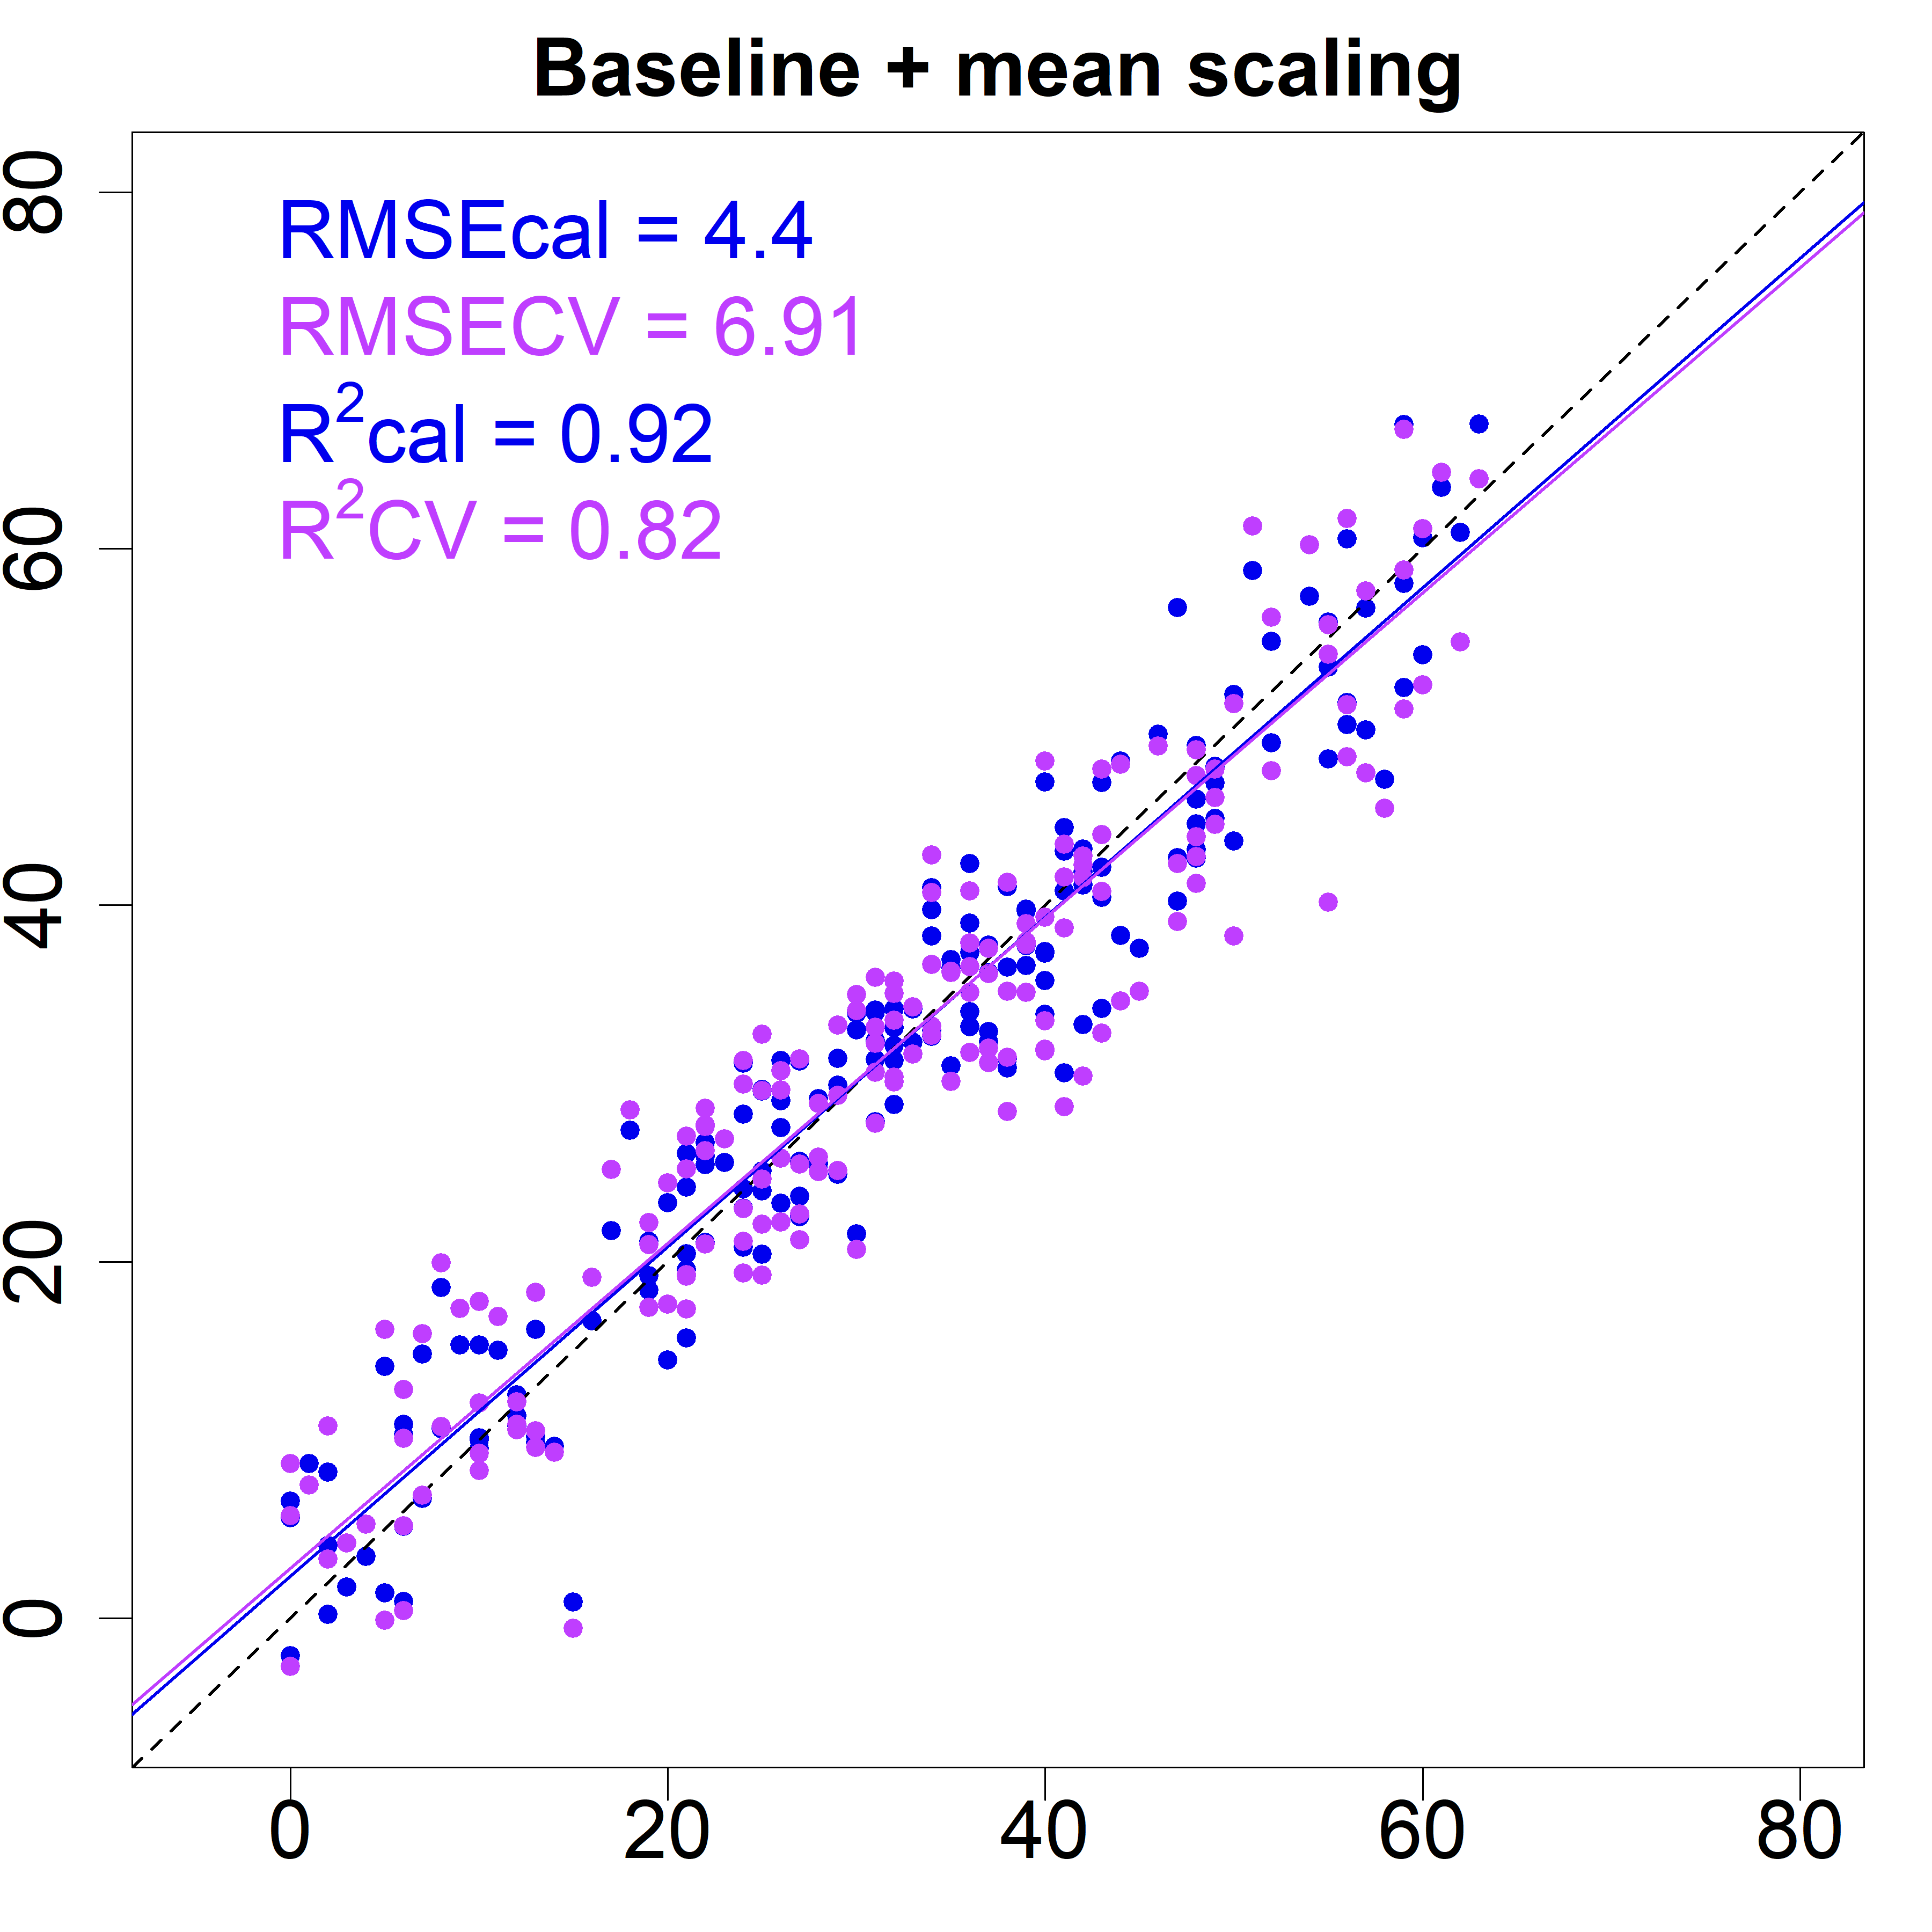 Baseline + mean scaling
RMSEcal = 4.4
RMSECV = 6.91
R²cal = 0.92
R²CV = 0.82
80
60
40
20
0
0 20 40 60 80